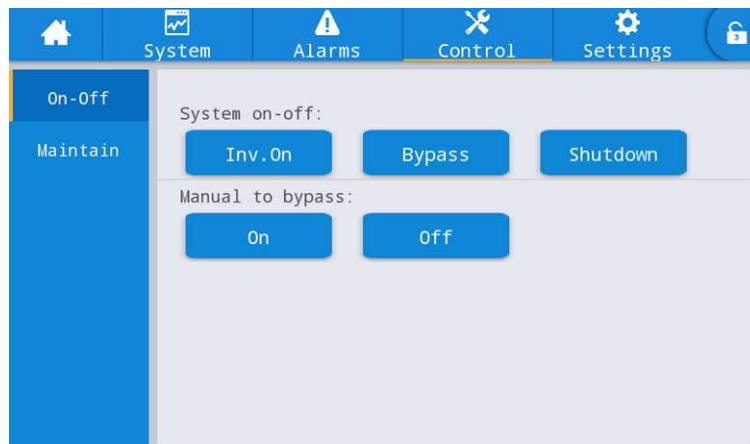 System
Alarms
Control
Settings
3
On-Off
Maintain
System on-off:
Inv.On
Bypass
Shutdown
Manual to bypass:
On
Off